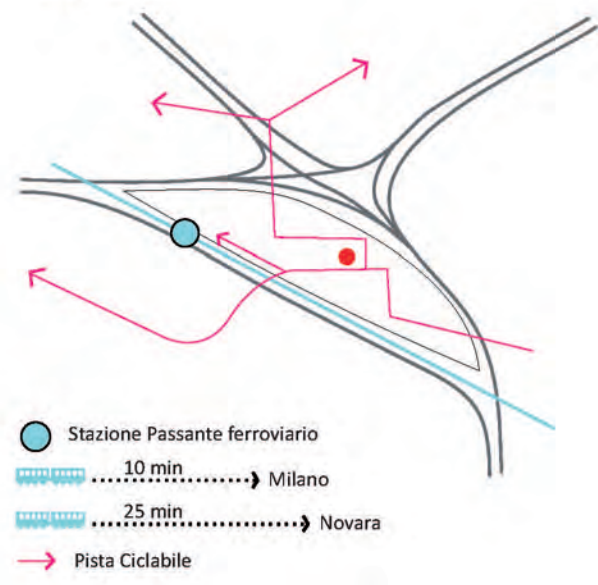 Stazione Passante ferroviario
10 min
Milano
25 min
Novara
Pista Ciclabile